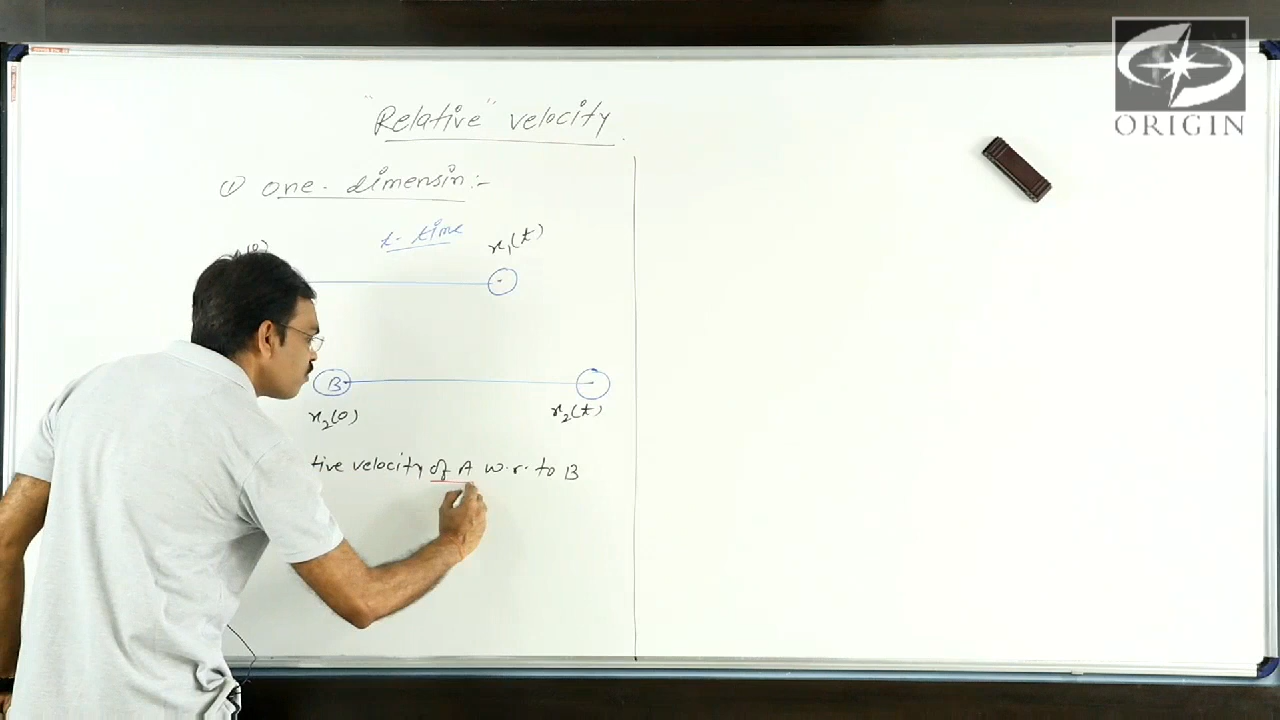 "Relative" velocity
① one. dimensin :-
t- time
x₁(t)
B
x₂(0)
x₂(t)
tive velocity of A w.r. to B
ORIGIN